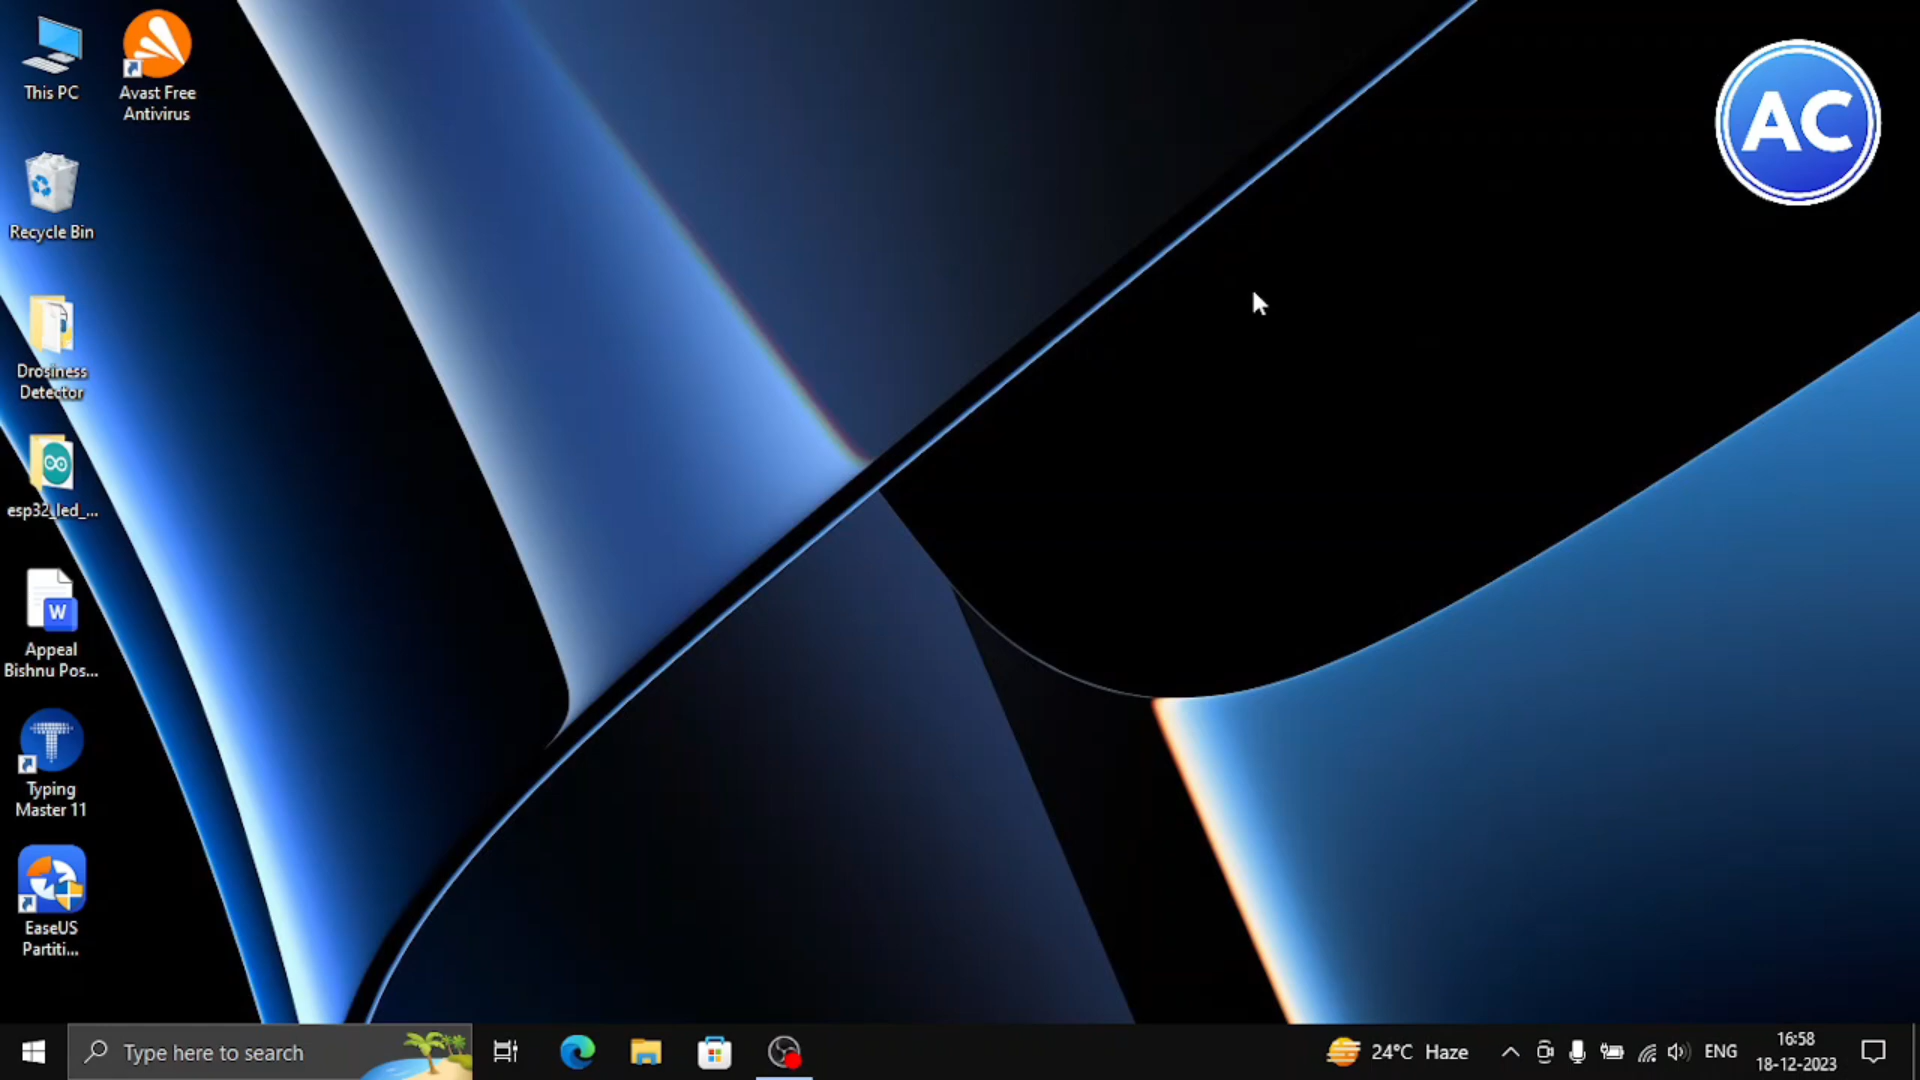 This PC
Avast Free
Antivirus
AC
Recycle Bin
Drosiness
Detector
esp32_led_...
W
Appeal
Bishnu Pos...
T
Typing
Master 11
EaseUS
Partiti...
Type here to search
24°C Haze
ENG
16:58
18-12-2023